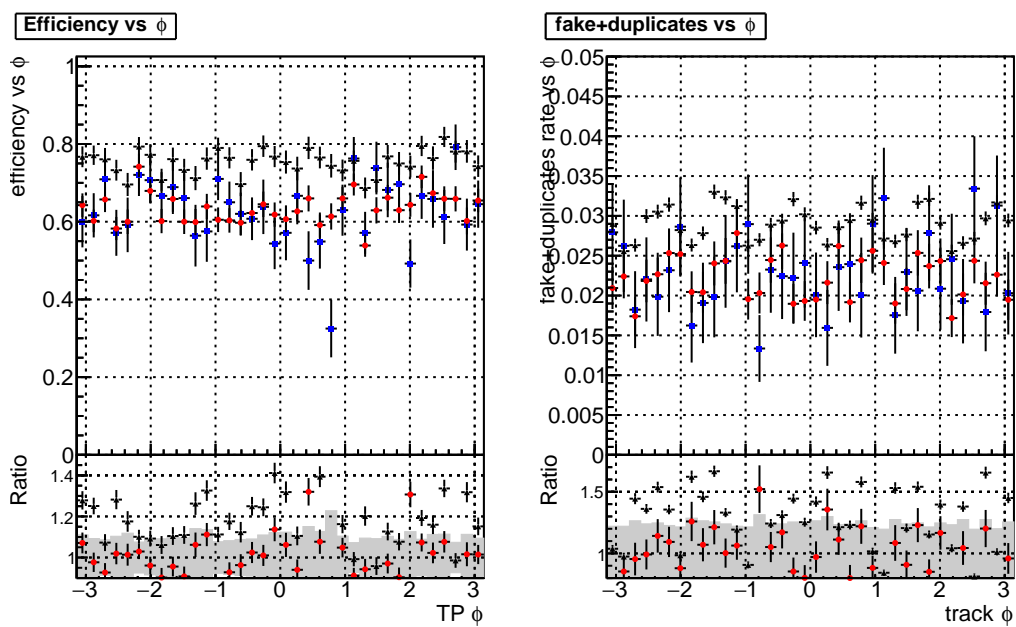 Efficiency vs ϕ
efficiency vs ϕ
1
0.8
0.6
0.4
0.2
0
Ratio
1.4
1.2
1
−3 −2 −1 0 1 2 3
TP ϕ
fake+duplicates vs ϕ
fake+duplicates rate vs ϕ
0.05
0.045
0.04
0.035
0.03
0.025
0.02
0.015
0.01
0.005
0
Ratio
1.5
1
−3 −2 −1 0 1 2 3
track ϕ